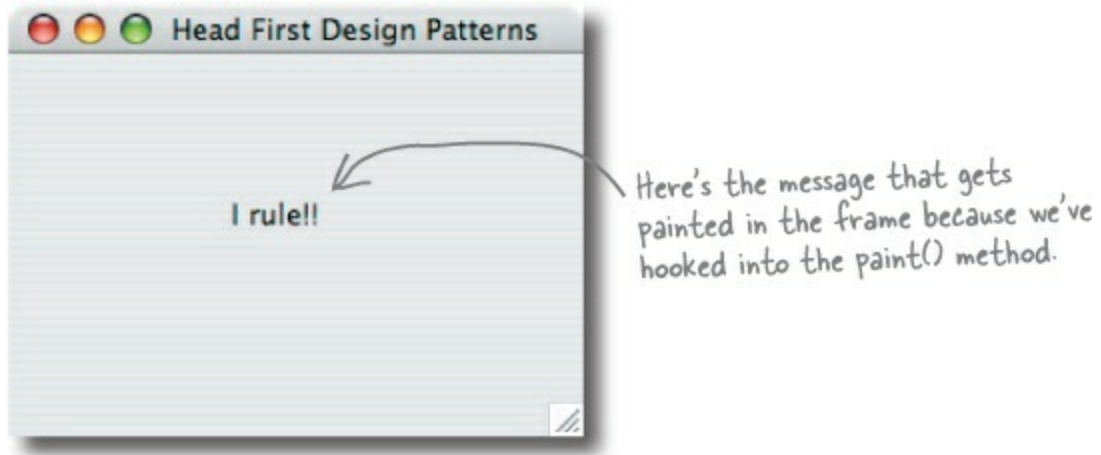 Head First Design Patterns
I rule!!
Here's the message that gets
painted in the frame because we've
hooked into the paint() method.